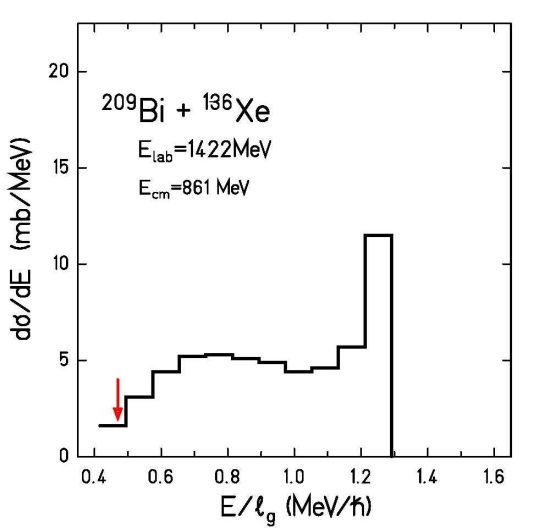 20
²⁰⁹Bi + ¹³⁶Xe
E_lab=1422MeV
E_cm=861 MeV
15
10
5
0
dσ/dE (mb/MeV)
0.4 0.6 0.8 1.0 1.2 1.4 1.6
E/ℓ_g (MeV/ℏ)